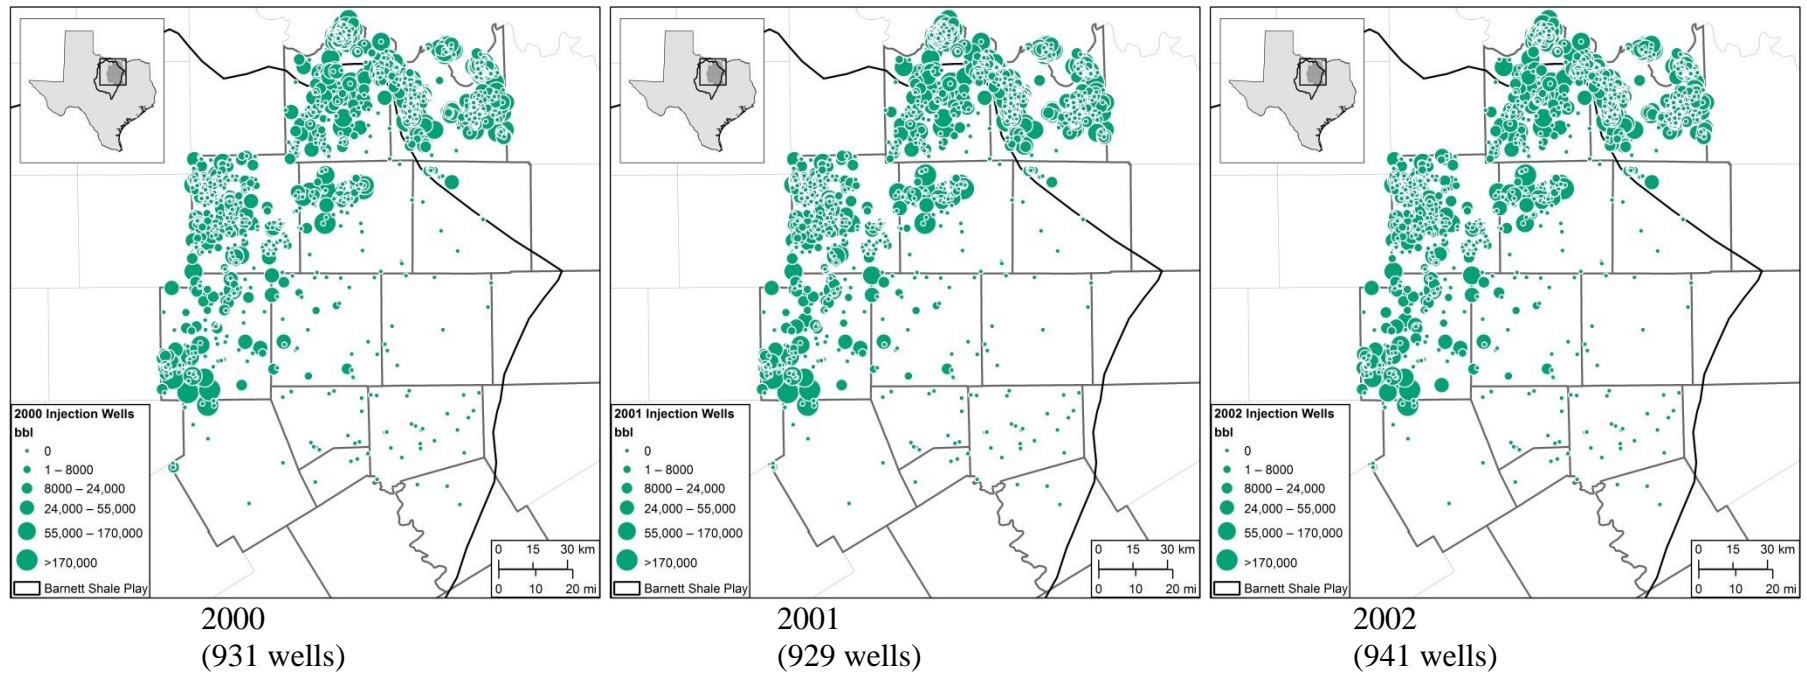 2000 Injection Wells
bbl
0
1 – 8000
8000 – 24,000
24,000 – 55,000
55,000 – 170,000
>170,000
Barnett Shale Play
0 15 30 km
0 10 20 mi
2001 Injection Wells
bbl
0
1 – 8000
8000 – 24,000
24,000 – 55,000
55,000 – 170,000
>170,000
Barnett Shale Play
0 15 30 km
0 10 20 mi
2002 Injection Wells
bbl
0
1 – 8000
8000 – 24,000
24,000 – 55,000
55,000 – 170,000
>170,000
Barnett Shale Play
0 15 30 km
0 10 20 mi
2000
(931 wells)
2001
(929 wells)
2002
(941 wells)